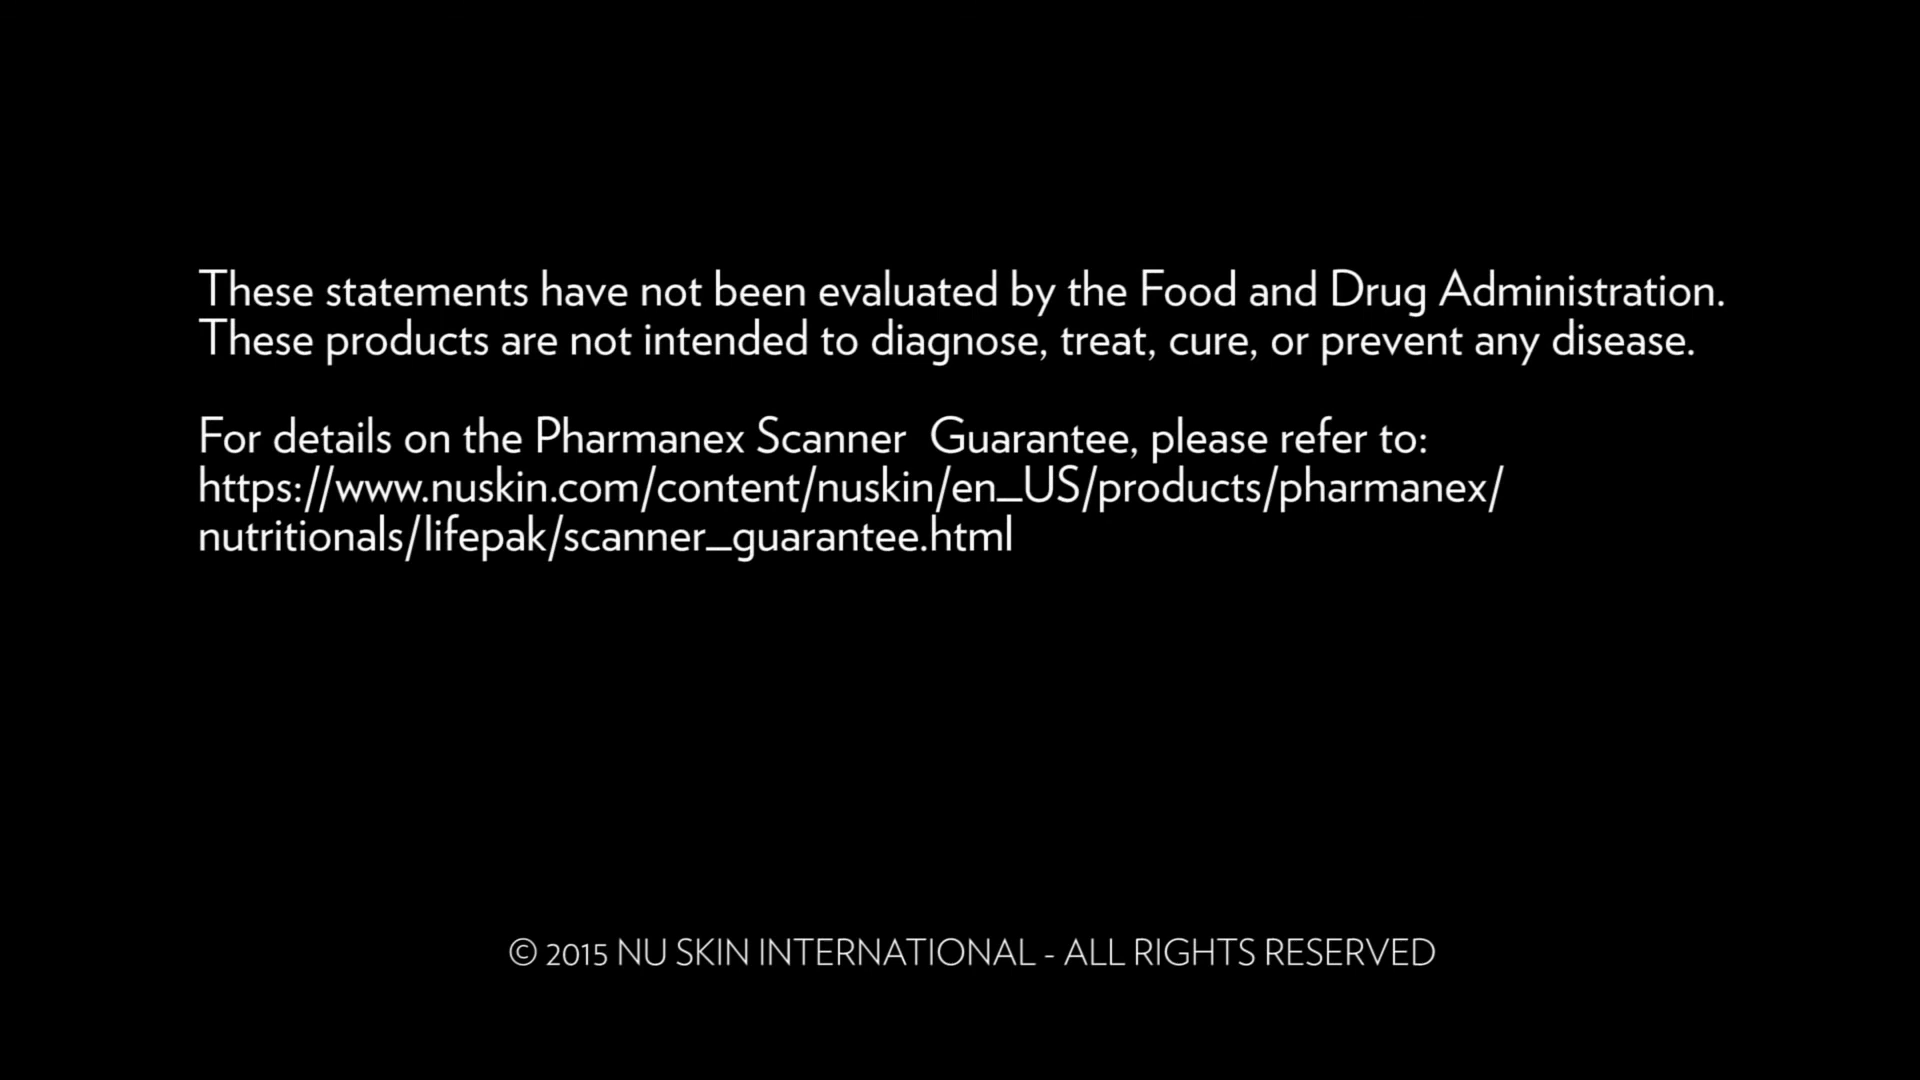 These statements have not been evaluated by the Food and Drug Administration.
These products are not intended to diagnose, treat, cure, or prevent any disease.
For details on the Pharmanex Scanner  Guarantee, please refer to:
https://www.nuskin.com/content/nuskin/en_US/products/pharmanex/
nutritionals/lifepak/scanner_guarantee.html
© 2015 NU SKIN INTERNATIONAL - ALL RIGHTS RESERVED